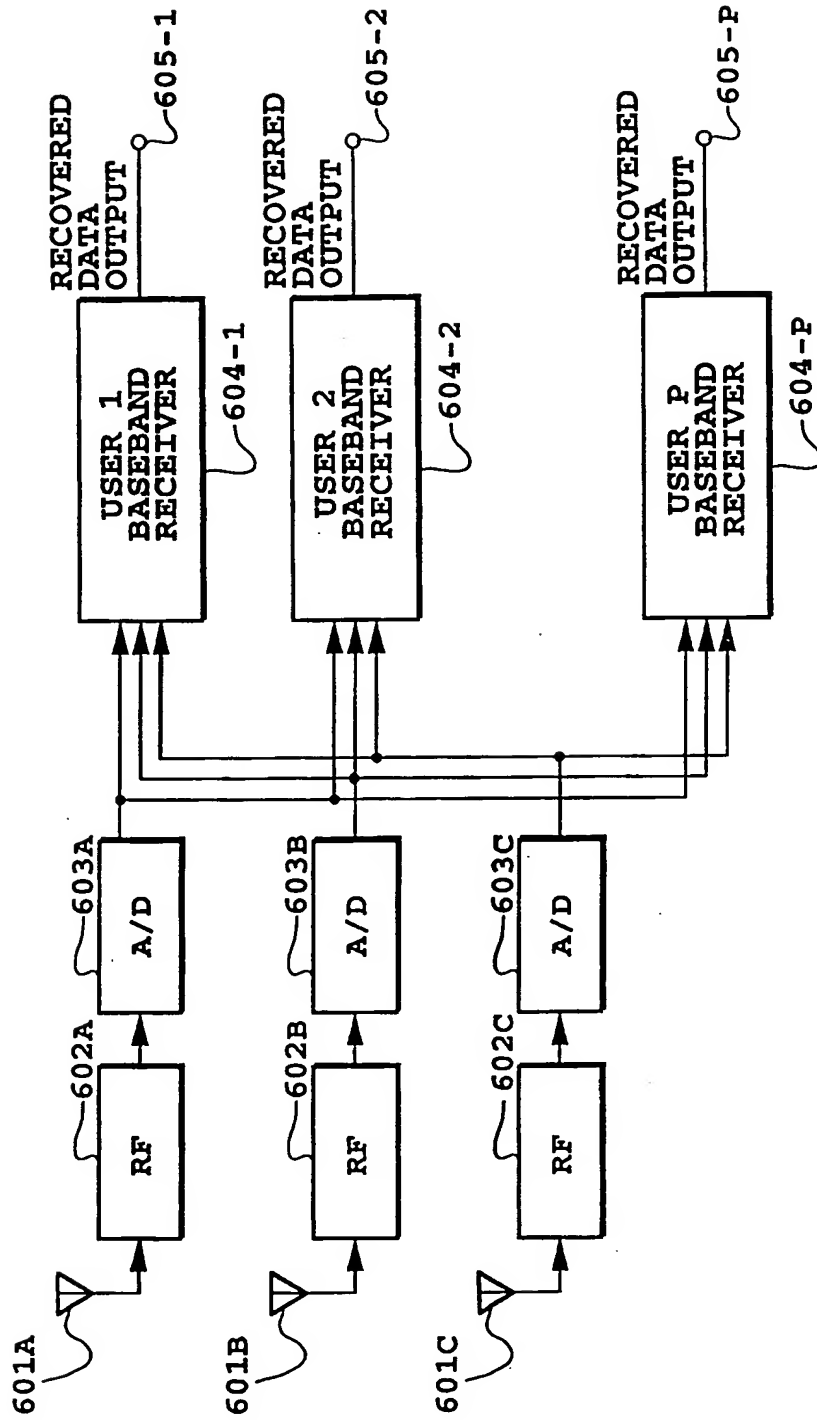 601A
602A
RF
603A
A/D
USER 1
BASEBAND
RECEIVER
604-1
RECOVERED
DATA
OUTPUT
605-1
601B
602B
RF
603B
A/D
USER 2
BASEBAND
RECEIVER
604-2
RECOVERED
DATA
OUTPUT
605-2
601C
602C
RF
603C
A/D
USER P
BASEBAND
RECEIVER
604-P
RECOVERED
DATA
OUTPUT
605-P